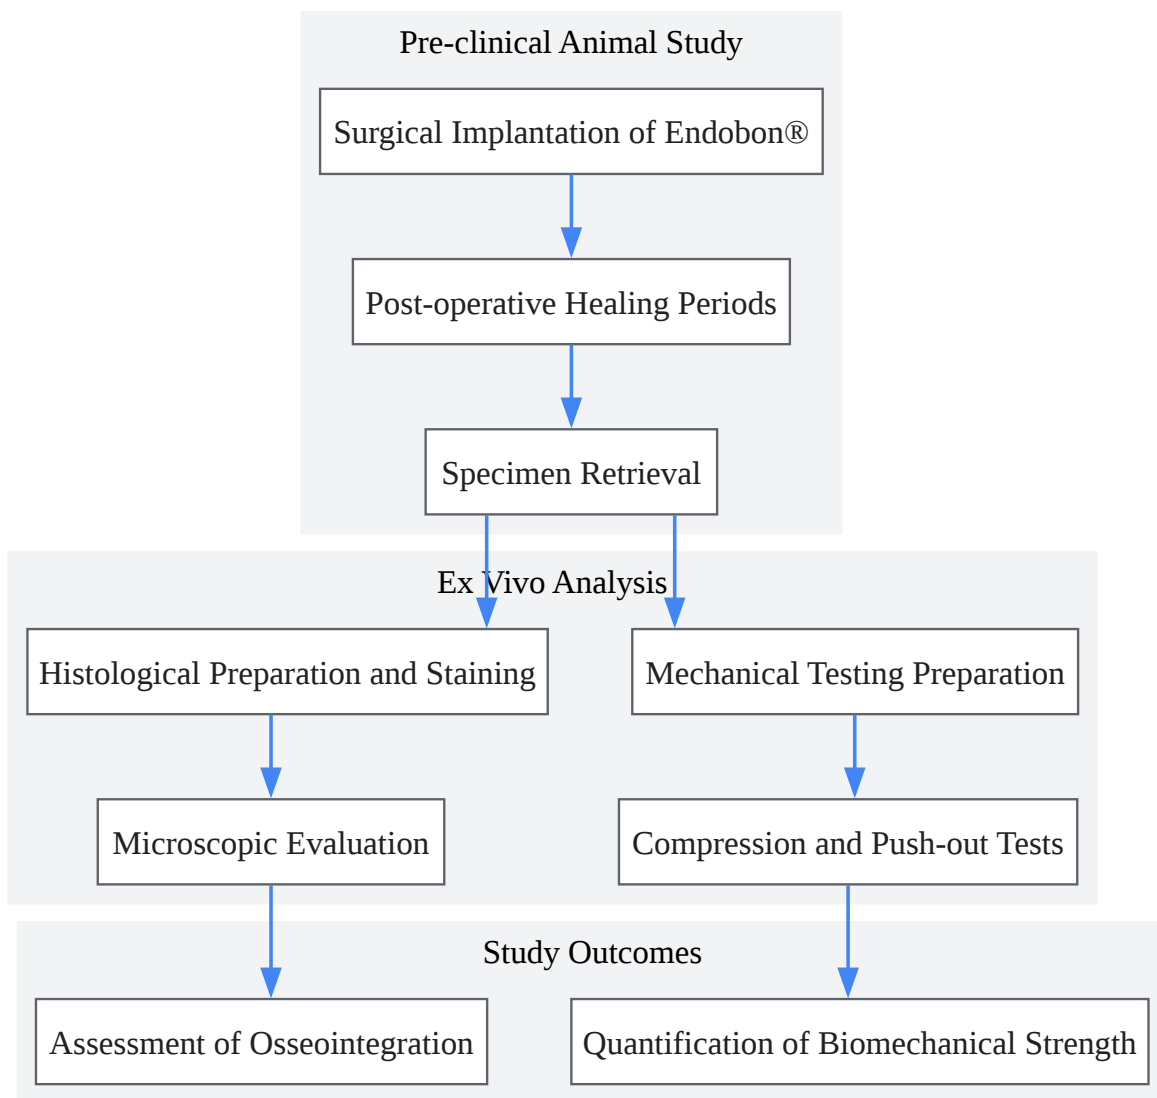 Pre-clinical Animal Study
Surgical Implantation of Endobon®
Post-operative Healing Periods
Specimen Retrieval
Ex Vivo Analysis
Histological Preparation and Staining
Mechanical Testing Preparation
Microscopic Evaluation
Compression and Push-out Tests
Study Outcomes
Assessment of Osseointegration
Quantification of Biomechanical Strength